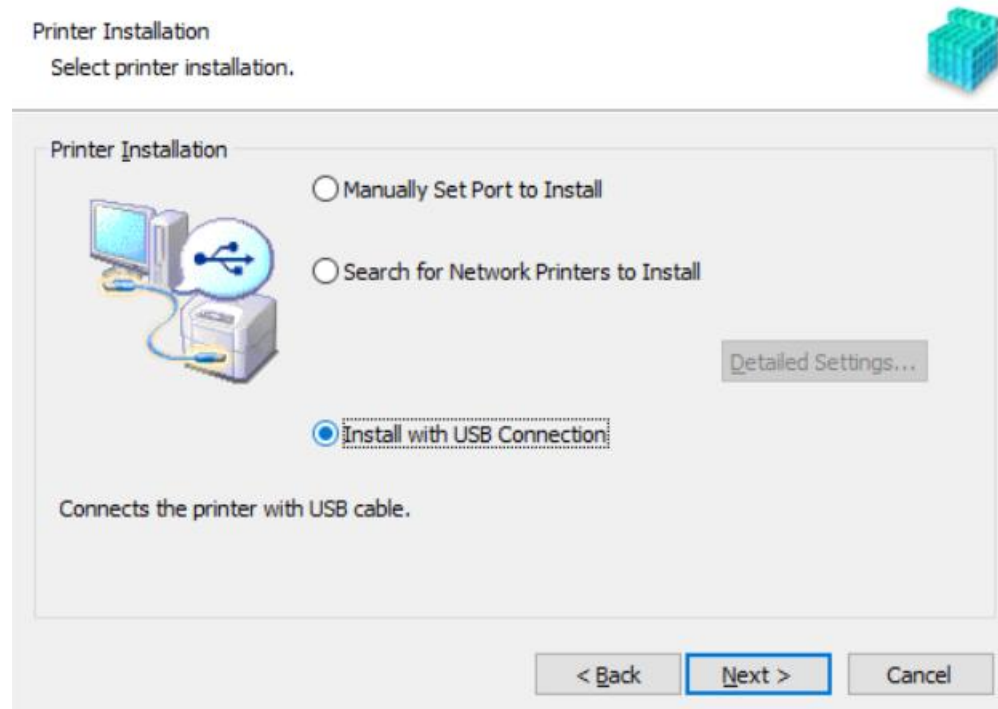 Printer Installation
Select printer installation.
Printer Installation
Manually Set Port to Install
Search for Network Printers to Install
Detailed Settings...
Install with USB Connection
Connects the printer with USB cable.
< Back
Next >
Cancel